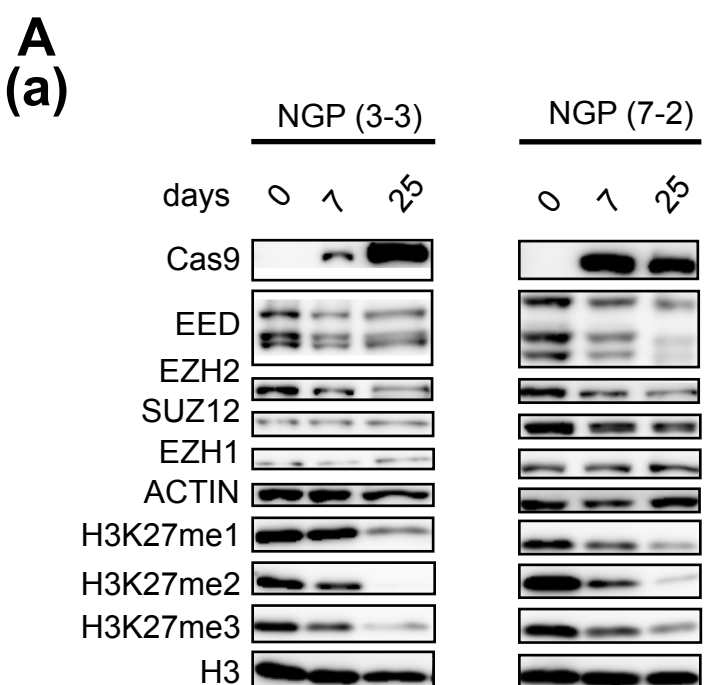 A
(a)
NGP (3-3) NGP (7-2)
days 0 7 25 0 7 25
Cas9
EED
EZH2
SUZ12
EZH1
ACTIN
H3K27me1
H3K27me2
H3K27me3
H3